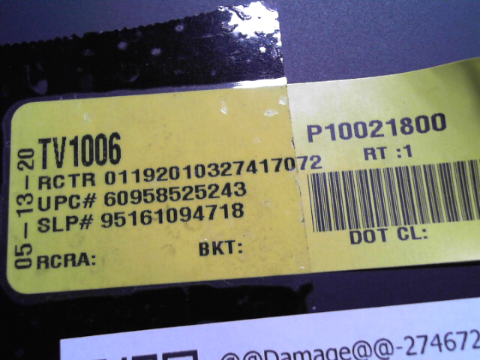 05-13-20
TV1006
RCTR 01192010327417072
UPC# 60958525243
SLP# 95161094718
RCRA:
BKT:
P10021800
RT :1
DOT CL:
@@Damage@@-274672